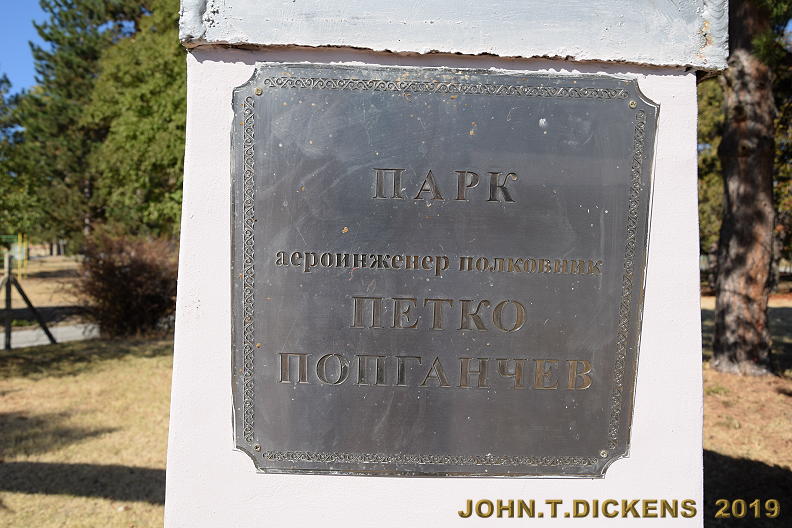 ПАРК
аероинженер полковник
ПЕТКО
ПОПГАНЧЕВ
JOHN.T.DICKENS 2019